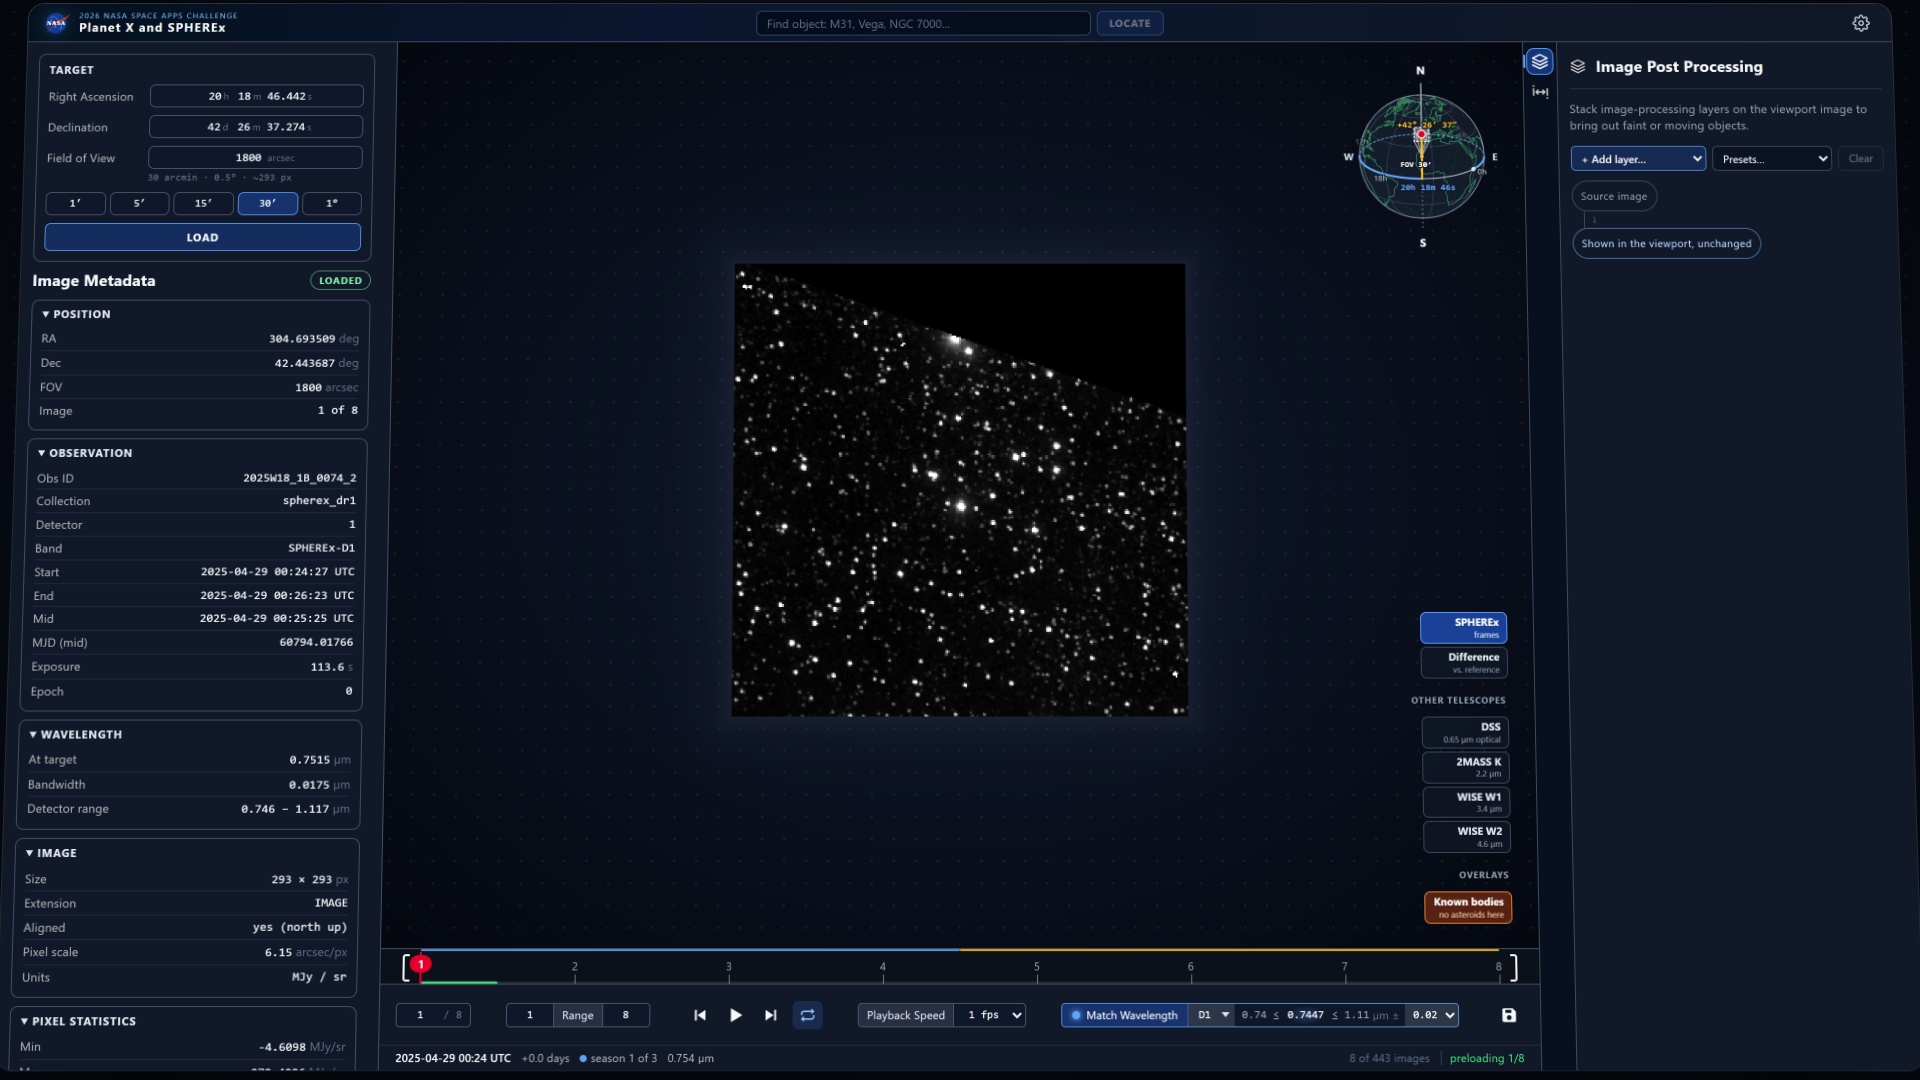 2026 NASA SPACE APPS CHALLENGE
Planet X and SPHEREx
Find object: M31, Vega, NGC 7000...
LOCATE
TARGET
Right Ascension 20h 18m 46.442s
Declination 42d 26m 37.274s
Field of View 1800 arcsec
30 arcmin · 0.5° · ~293 px
1′ 5′ 15′ 30′ 1°
LOAD
Image Metadata LOADED
▼ POSITION
RA 304.693509 deg
Dec 42.443687 deg
FOV 1800 arcsec
Image 1 of 8
▼ OBSERVATION
Obs ID 2025W18_1B_0074_2
Collection spherex_dr1
Detector 1
Band SPHEREx-D1
Start 2025-04-29 00:24:27 UTC
End 2025-04-29 00:26:23 UTC
Mid 2025-04-29 00:25:25 UTC
MJD (mid) 60794.01766
Exposure 113.6 s
Epoch 0
▼ WAVELENGTH
At target 0.7515 μm
Bandwidth 0.0175 μm
Detector range 0.746 – 1.117 μm
▼ IMAGE
Size 293 × 293 px
Extension IMAGE
Aligned yes (north up)
Pixel scale 6.15 arcsec/px
Units MJy / sr
▼ PIXEL STATISTICS
Min -4.6098 MJy/sr
N
+42° 26′ 37″
W E
FOV 30′
18h 0h
20h 18m 46s
S
SPHEREx
frames
Difference
vs. reference
OTHER TELESCOPES
DSS
0.65 μm optical
2MASS K
2.2 μm
WISE W1
3.4 μm
WISE W2
4.6 μm
OVERLAYS
Known bodies
no asteroids here
1 2 3 4 5 6 7 8
1 / 8
1 Range 8
Playback Speed 1 fps
Match Wavelength D1 0.74 ≤ 0.7447 ≤ 1.11 μm ± 0.02
2025-04-29 00:24 UTC +0.0 days season 1 of 3 0.754 μm
8 of 443 images preloading 1/8
Image Post Processing
Stack image-processing layers on the viewport image to
bring out faint or moving objects.
+ Add layer... Presets... Clear
Source image
↓
Shown in the viewport, unchanged